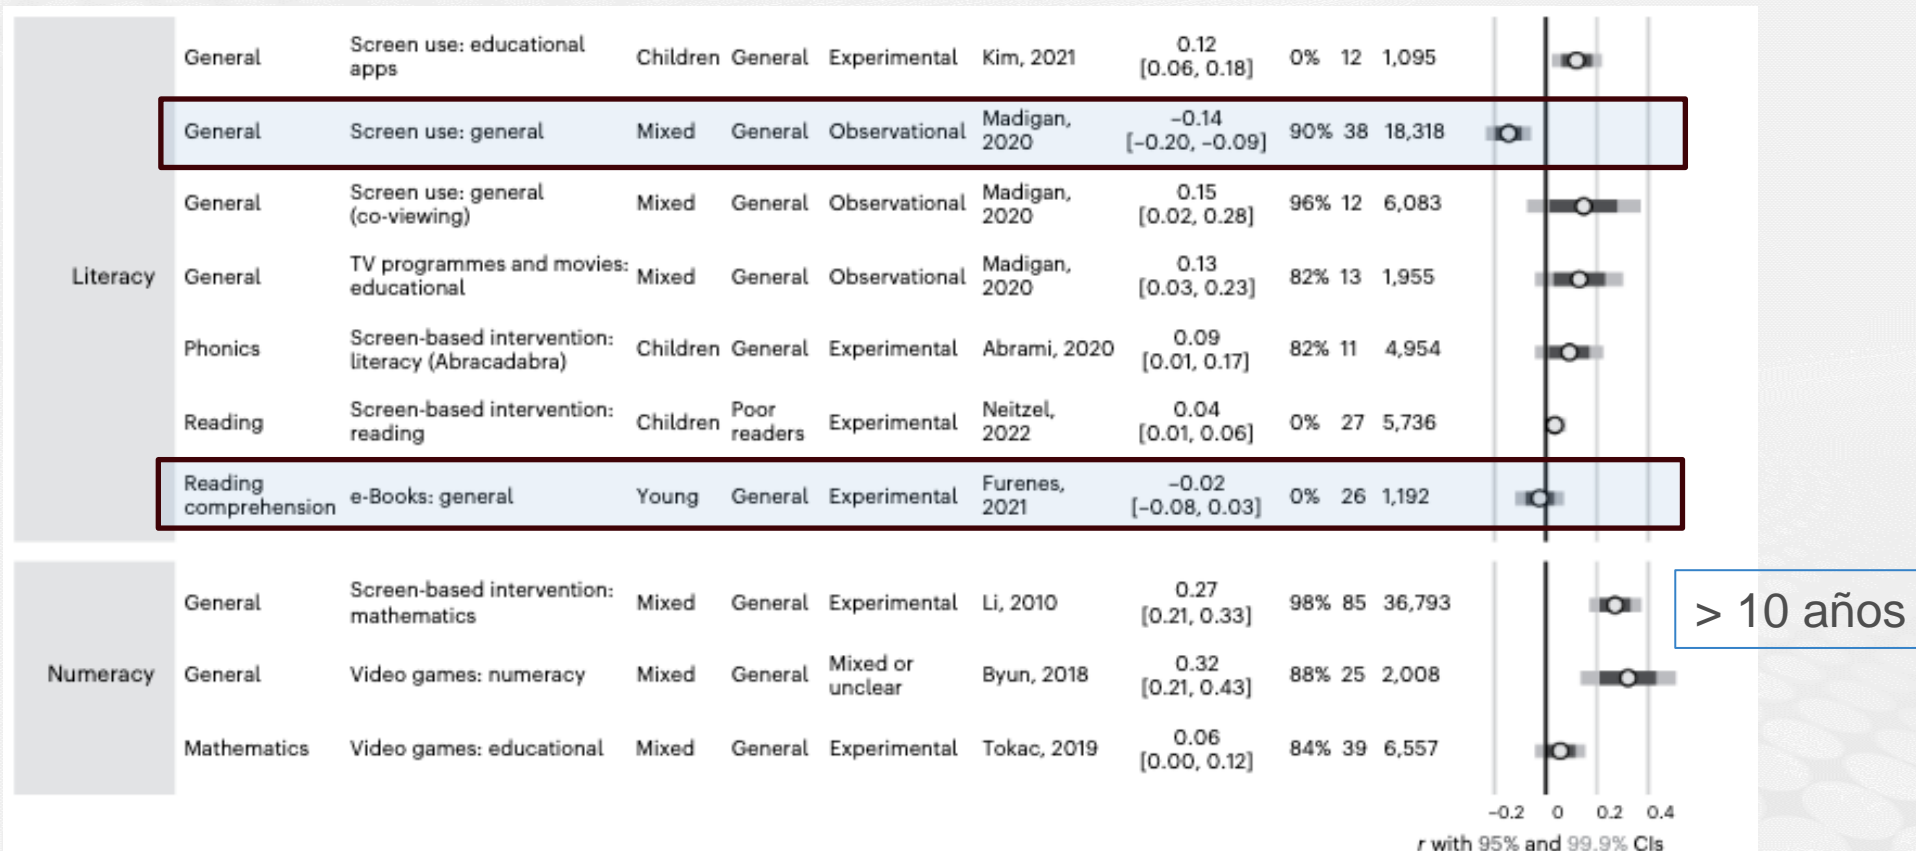 General Screen use: educational apps Children General Experimental Kim, 2021 0.12 [0.06, 0.18] 0% 12 1,095
General Screen use: general Mixed General Observational Madigan, 2020 −0.14 [−0.20, −0.09] 90% 38 18,318
General Screen use: general (co-viewing) Mixed General Observational Madigan, 2020 0.15 [0.02, 0.28] 96% 12 6,083
Literacy General TV programmes and movies: educational Mixed General Observational Madigan, 2020 0.13 [0.03, 0.23] 82% 13 1,955
Phonics Screen-based intervention: literacy (Abracadabra) Children General Experimental Abrami, 2020 0.09 [0.01, 0.17] 82% 11 4,954
Reading Screen-based intervention: reading Children Poor readers Experimental Neitzel, 2022 0.04 [0.01, 0.06] 0% 27 5,736
Reading comprehension e-Books: general Young General Experimental Furenes, 2021 −0.02 [−0.08, 0.03] 0% 26 1,192
General Screen-based intervention: mathematics Mixed General Experimental Li, 2010 0.27 [0.21, 0.33] 98% 85 36,793
> 10 años
Numeracy General Video games: numeracy Mixed General Mixed or unclear Byun, 2018 0.32 [0.21, 0.43] 88% 25 2,008
Mathematics Video games: educational Mixed General Experimental Tokac, 2019 0.06 [0.00, 0.12] 84% 39 6,557
−0.2 0 0.2 0.4
r with 95% and 99.9% CIs